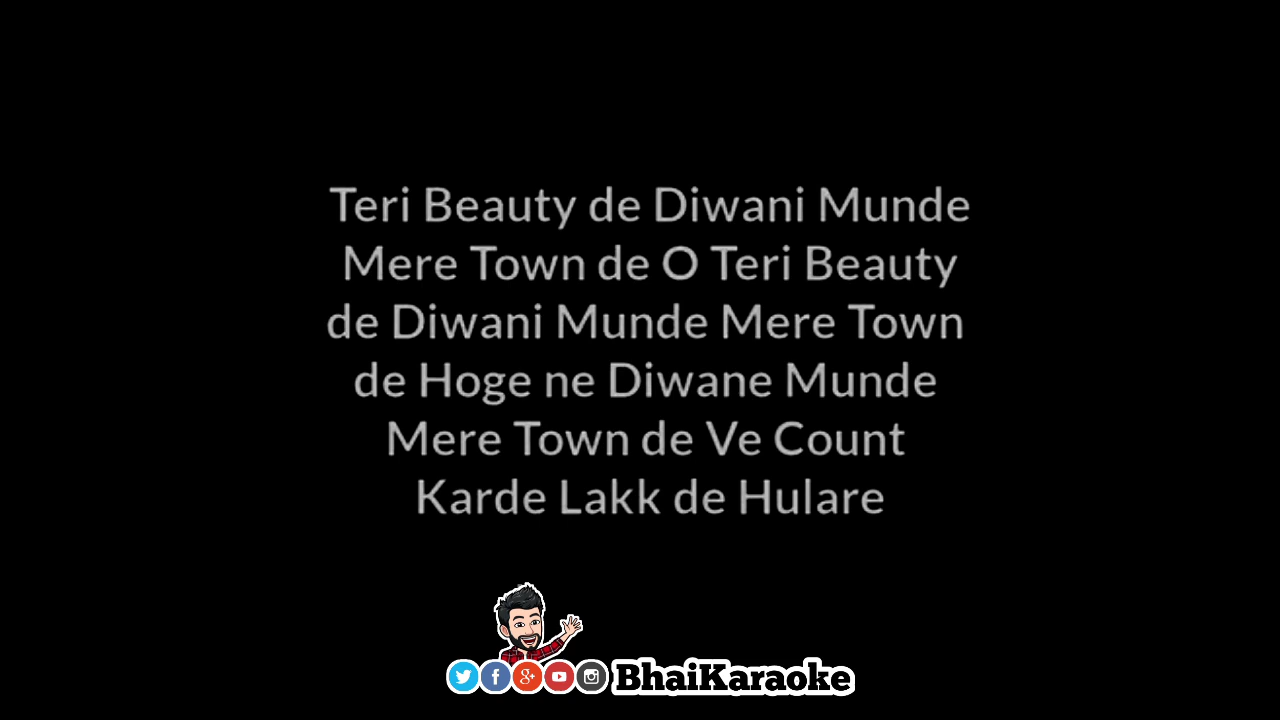 Teri Beauty de Diwani Munde
Mere Town de O Teri Beauty
de Diwani Munde Mere Town
de Hoge ne Diwane Munde
Mere Town de Ve Count
Karde Lakk de Hulare
BhaiKaraoke